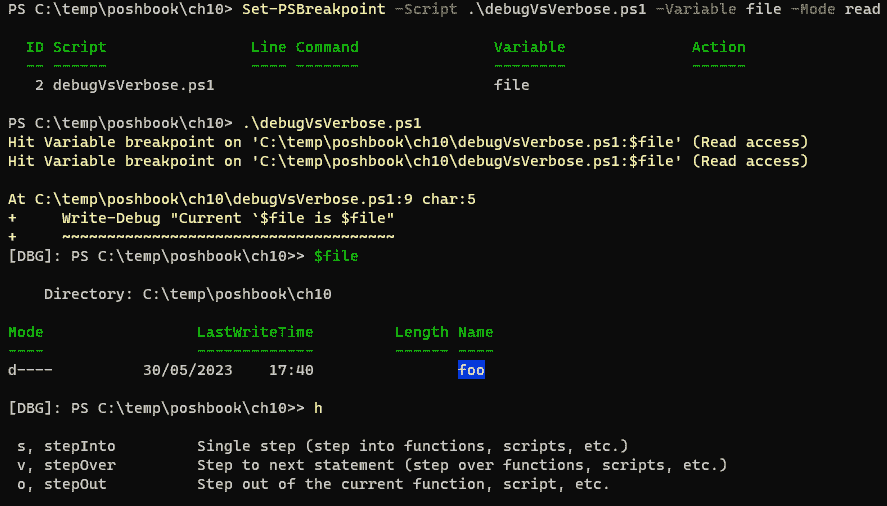 PS C:\temp\poshbook\ch10> Set-PSBreakpoint -Script .\debugVsVerbose.ps1 -Variable file -Mode read
ID Script Line Command Variable Action
-- ------ ---- ------- -------- ------
2 debugVsVerbose.ps1 file
PS C:\temp\poshbook\ch10> .\debugVsVerbose.ps1
Hit Variable breakpoint on 'C:\temp\poshbook\ch10\debugVsVerbose.ps1:$file' (Read access)
Hit Variable breakpoint on 'C:\temp\poshbook\ch10\debugVsVerbose.ps1:$file' (Read access)
At C:\temp\poshbook\ch10\debugVsVerbose.ps1:9 char:5
+ Write-Debug "Current `$file is $file"
+ ~~~~~~~~~~~~~~~~~~~~~~~~~~~~~~~~~~~~~
[DBG]: PS C:\temp\poshbook\ch10>> $file
Directory: C:\temp\poshbook\ch10
Mode LastWriteTime Length Name
---- ------------- ------ ----
d---- 30/05/2023 17:40 foo
[DBG]: PS C:\temp\poshbook\ch10>> h
s, stepInto Single step (step into functions, scripts, etc.)
v, stepOver Step to next statement (step over functions, scripts, etc.)
o, stepOut Step out of the current function, script, etc.